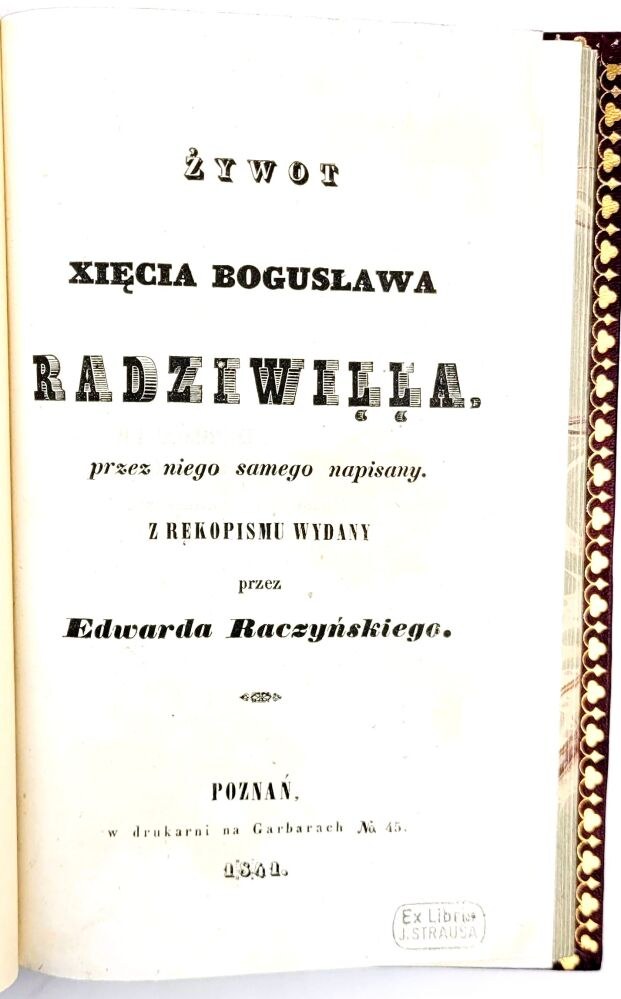 ŻYWOT
XIĘCIA BOGUSŁAWA
RADZIWIŁŁA,
przez niego samego napisany.
Z RĘKOPISMU WYDANY
przez
Edwarda Raczyńskiego.
POZNAŃ,
w drukarni na Garbarach № 45.
1841.
Ex Libris
J. STRAUSA